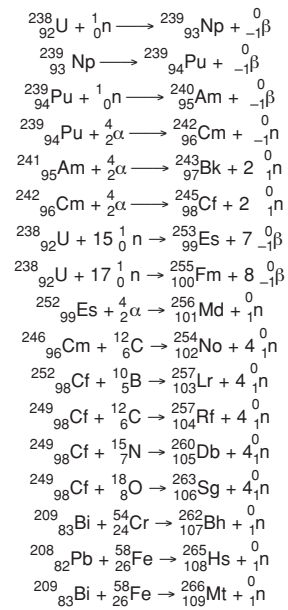 ²³⁸₉₂U + ¹₀n ⟶ ²³⁹₉₃Np + ⁰₋₁β
²³⁹₉₃Np ⟶ ²³⁹₉₄Pu + ⁰₋₁β
²³⁹₉₄Pu + ¹₀n ⟶ ²⁴⁰₉₅Am + ⁰₋₁β
²³⁹₉₄Pu + ⁴₂α ⟶ ²⁴²₉₆Cm + ⁰₋₁n
²⁴¹₉₅Am + ⁴₂α ⟶ ²⁴³₉₇Bk + 2 ⁰₁n
²⁴²₉₆Cm + ⁴₂α ⟶ ²⁴⁵₉₈Cf + 2 ⁰₁n
²³⁸₉₂U + 15 ¹₀n → ²⁵³₉₉Es + 7 ⁰₋₁β
²³⁸₉₂U + 17 ¹₀n → ²⁵⁵₁₀₀Fm + 8 ⁰₋₁β
²⁵²₉₉Es + ⁴₂α → ²⁵⁶₁₀₁Md + ⁰₁n
²⁴⁶₉₆Cm + ¹²₆C → ²⁵⁴₁₀₂No + 4 ⁰₁n
²⁵²₉₈Cf + ¹⁰₅B → ²⁵⁷₁₀₃Lr + 4 ⁰₁n
²⁴⁹₉₈Cf + ¹²₆C → ²⁵⁷₁₀₄Rf + 4 ⁰₁n
²⁴⁹₉₈Cf + ¹⁵₇N → ²⁶⁰₁₀₅Db + 4⁰₁n
²⁴⁹₉₈Cf + ¹⁸₈O → ²⁶³₁₀₆Sg + 4⁰₁n
²⁰⁹₈₃Bi + ⁵⁴₂₄Cr → ²⁶²₁₀₇Bh + ⁰₁n
²⁰⁸₈₂Pb + ⁵⁸₂₆Fe → ²⁶⁵₁₀₈Hs + ⁰₁n
²⁰⁹₈₃Bi + ⁵⁸₂₆Fe → ²⁶⁶₁₀₉Mt + ⁰₁n